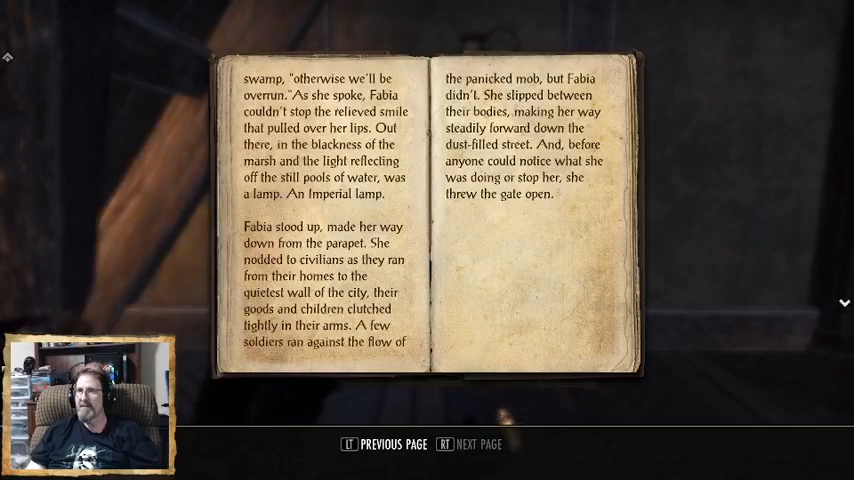 swamp, "otherwise we'll be
overrun."As she spoke, Fabia
couldn't stop the relieved smile
that pulled over her lips. Out
there, in the blackness of the
marsh and the light reflecting
off the still pools of water, was
a lamp. An Imperial lamp.
Fabia stood up, made her way
down from the parapet. She
nodded to civilians as they ran
from their homes to the
quietest wall of the city, their
goods and children clutched
tightly in their arms. A few
soldiers ran against the flow of
the panicked mob, but Fabia
didn't. She slipped between
their bodies, making her way
steadily forward down the
dust-filled street. And, before
anyone could notice what she
was doing or stop her, she
threw the gate open.
LT PREVIOUS PAGE RT NEXT PAGE